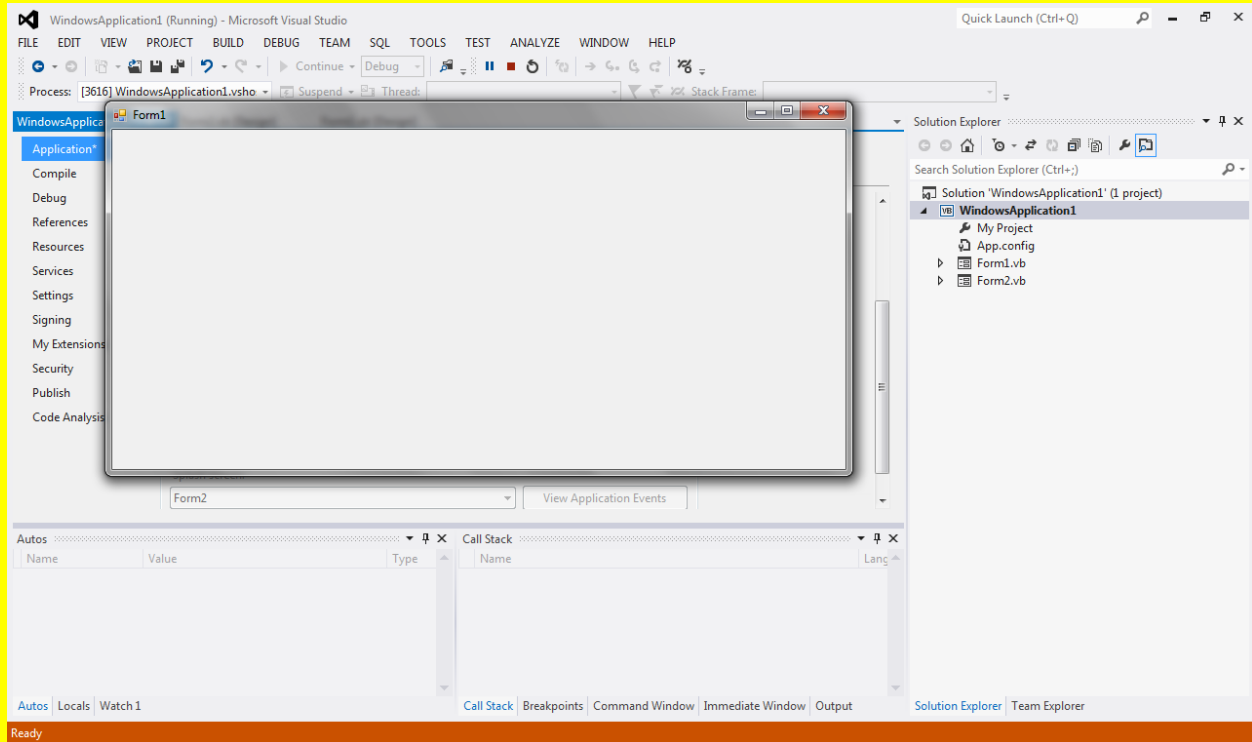 WindowsApplication1 (Running) - Microsoft Visual Studio
Quick Launch (Ctrl+Q)
FILE EDIT VIEW PROJECT BUILD DEBUG TEAM SQL TOOLS TEST ANALYZE WINDOW HELP
Continue Debug
Process: [3616] WindowsApplication1.vsho Suspend Thread: Stack Frame:
WindowsApplica
Form1
Application*
Compile
Debug
References
Resources
Services
Settings
Signing
My Extensions
Security
Publish
Code Analysis
Form2
View Application Events
Solution Explorer
Search Solution Explorer (Ctrl+;)
Solution 'WindowsApplication1' (1 project)
VB WindowsApplication1
My Project
App.config
Form1.vb
Form2.vb
Autos
Name Value Type
Call Stack
Name Lang
Autos Locals Watch 1
Call Stack Breakpoints Command Window Immediate Window Output
Solution Explorer Team Explorer
Ready